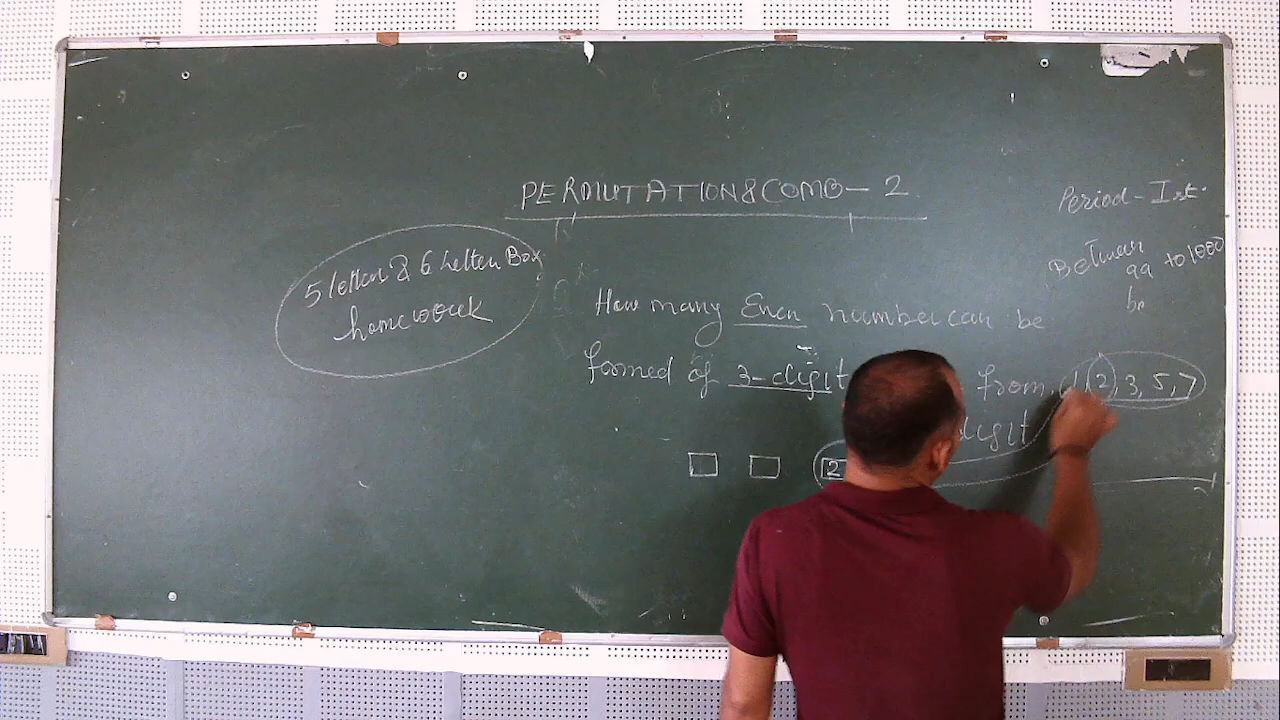 PERMUTATION & COMB - 2
Period - Ist.
5 letter & 6 letter Box
homework
Between
99 to 1000
be
How many Even number can be
formed of 3-digit from 1, 2, 3, 5, 7
digit
2